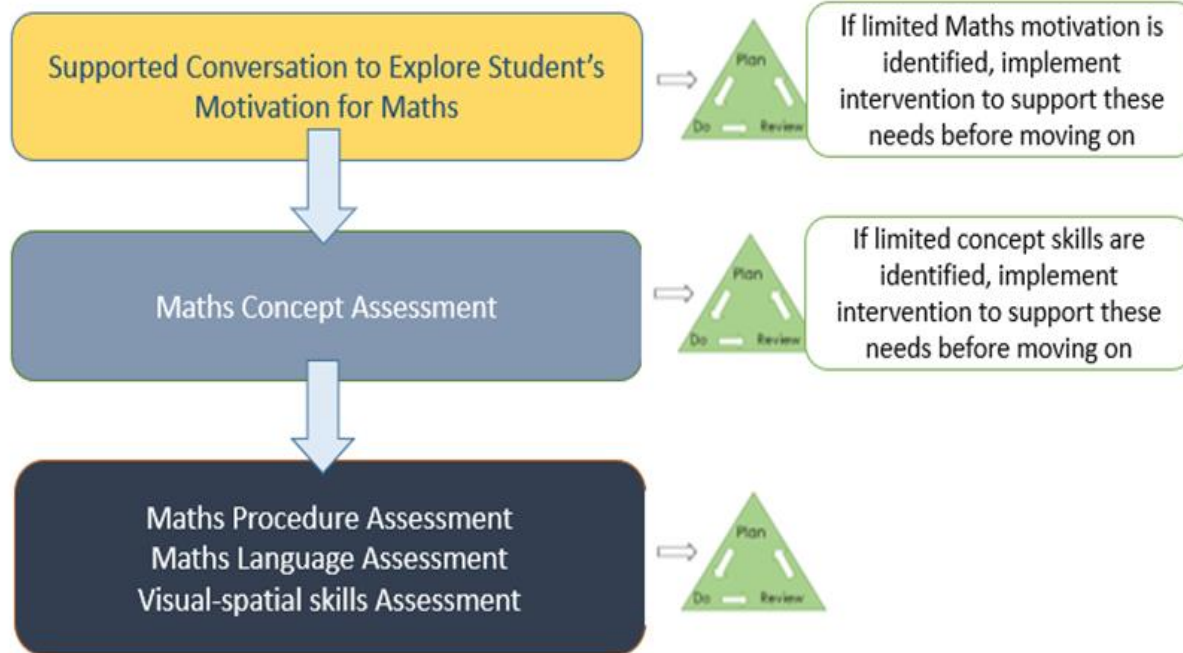 Supported Conversation to Explore Student's
Motivation for Maths
Plan
Do
Review
If limited Maths motivation is
identified, implement
intervention to support these
needs before moving on
Maths Concept Assessment
Plan
Do
Review
If limited concept skills are
identified, implement
intervention to support these
needs before moving on
Maths Procedure Assessment
Maths Language Assessment
Visual-spatial skills Assessment
Plan
Do
Review